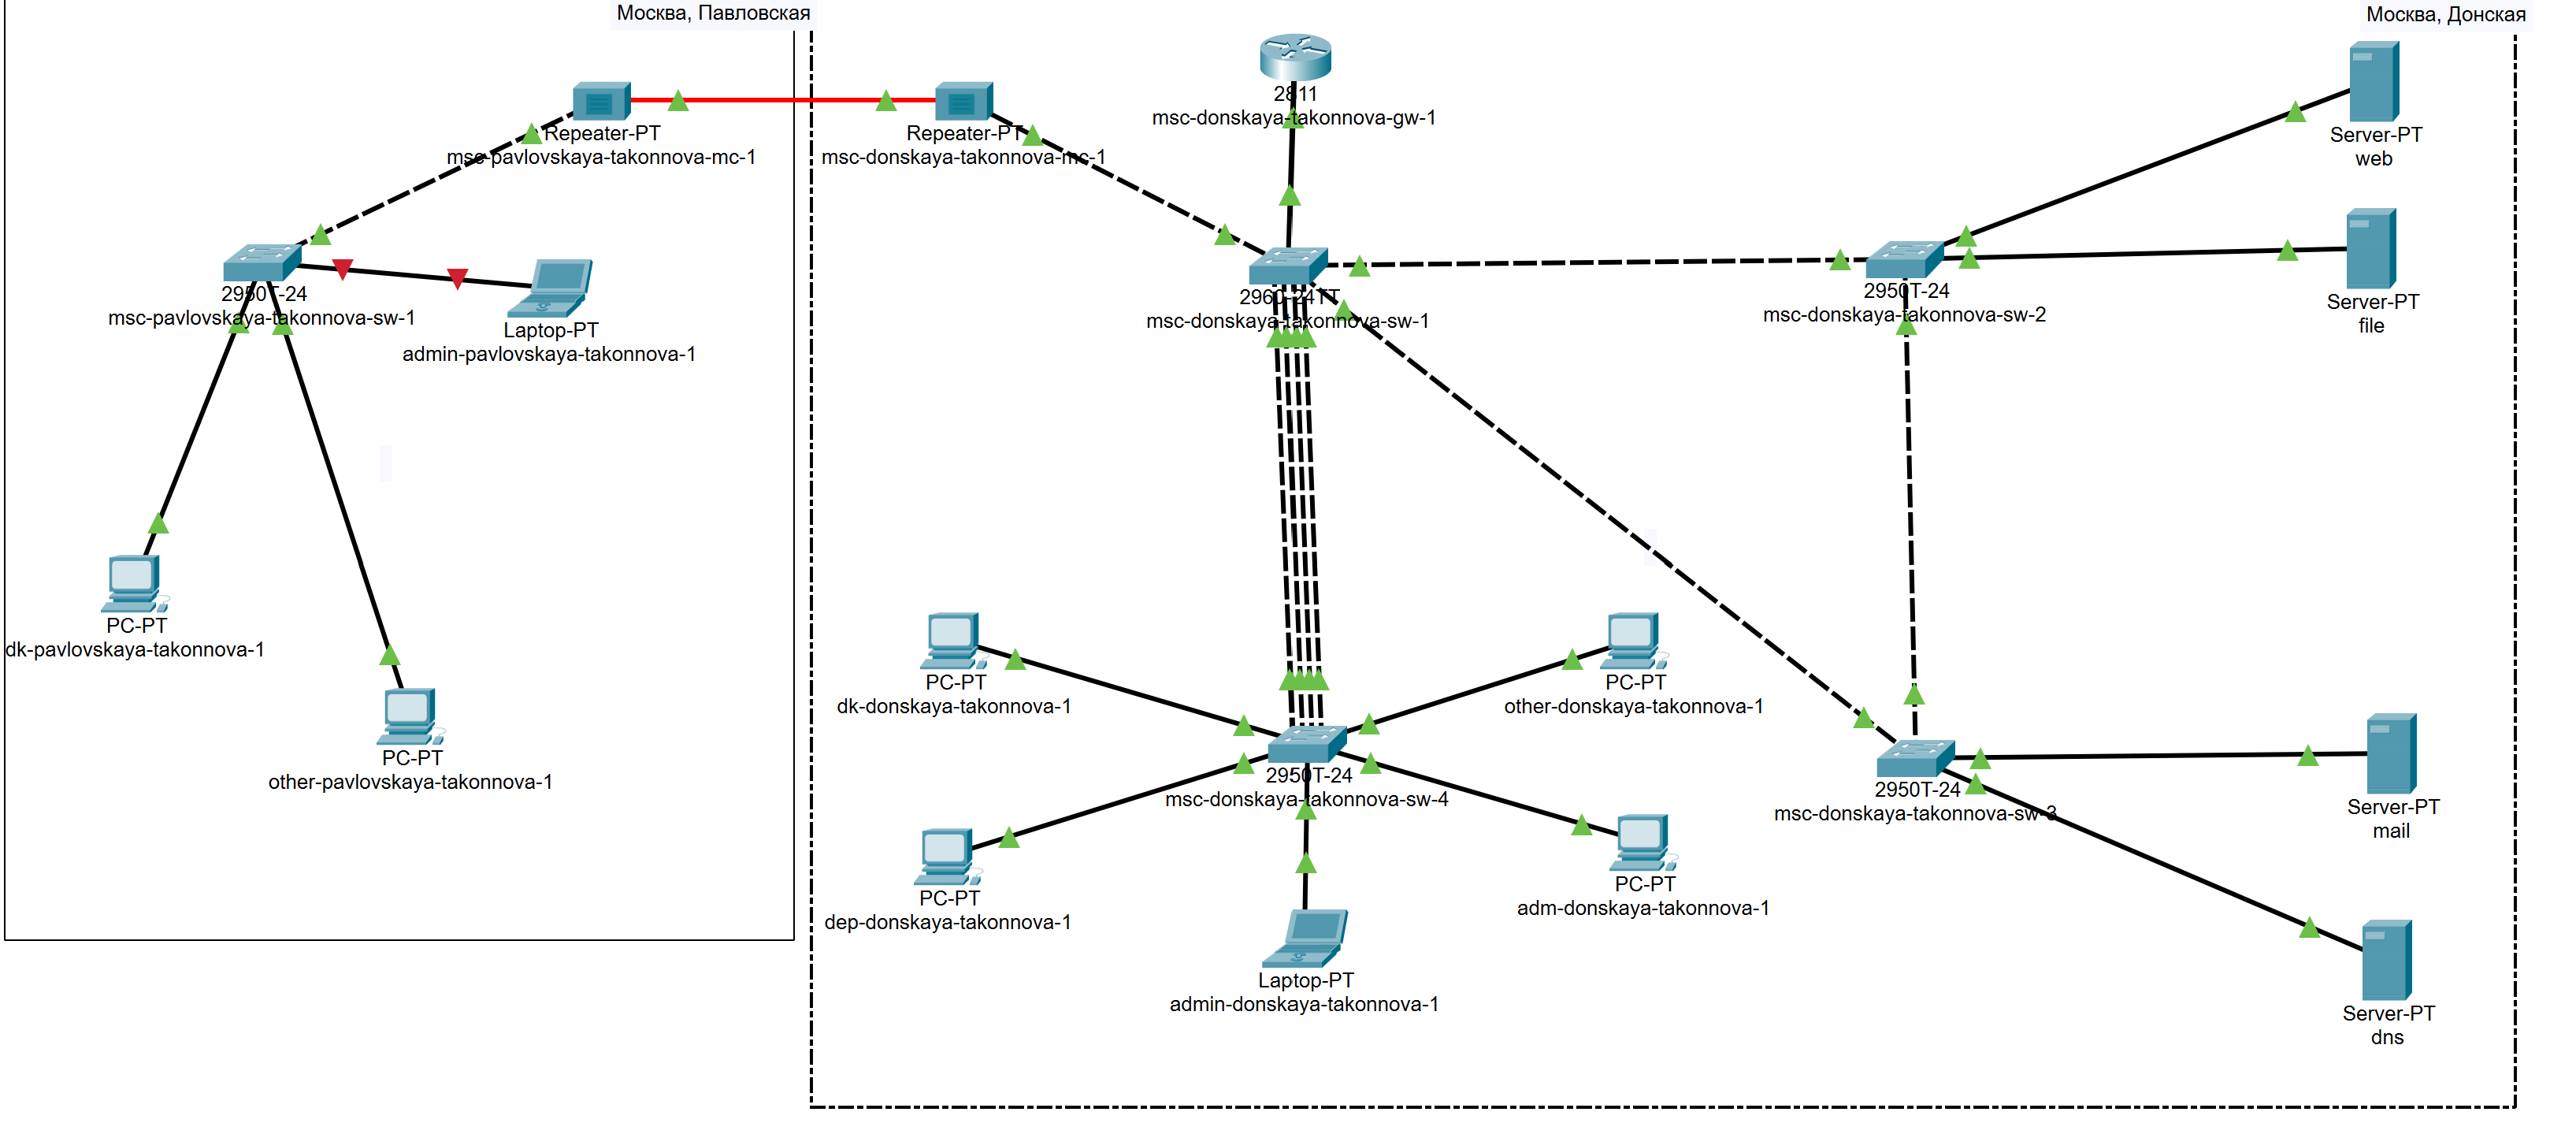 Москва, Павловская
Москва, Донская
2811
msc-donskaya-takonnova-gw-1
Repeater-PT
msc-pavlovskaya-takonnova-mc-1
Repeater-PT
msc-donskaya-takonnova-mc-1
Server-PT
web
2950T-24
msc-pavlovskaya-takonnova-sw-1
Laptop-PT
admin-pavlovskaya-takonnova-1
2960-24TT
msc-donskaya-takonnova-sw-1
2950T-24
msc-donskaya-takonnova-sw-2
Server-PT
file
PC-PT
dk-pavlovskaya-takonnova-1
PC-PT
other-pavlovskaya-takonnova-1
PC-PT
dk-donskaya-takonnova-1
PC-PT
other-donskaya-takonnova-1
2950T-24
msc-donskaya-takonnova-sw-4
2950T-24
msc-donskaya-takonnova-sw-3
Server-PT
mail
PC-PT
dep-donskaya-takonnova-1
PC-PT
adm-donskaya-takonnova-1
Laptop-PT
admin-donskaya-takonnova-1
Server-PT
dns